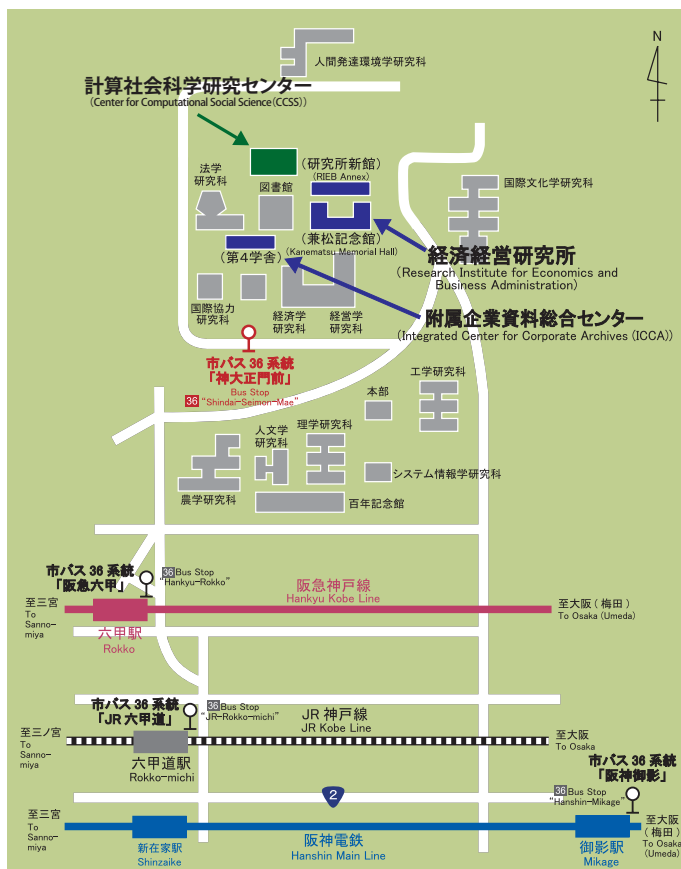 N
人間発達環境学研究科
計算社会科学研究センター
(Center for Computational Social Science(CCSS))
法学
研究科
図書館
(研究所新館)
(RIEB Annex)
国際文化学研究科
(第4学舎)
(兼松記念館)
(Kanematsu Memorial Hall)
経済経営研究所
(Research Institute for Economics and
Business Administration)
国際協力
研究科
経済学
研究科
経営学
研究科
附属企業資料総合センター
(Integrated Center for Corporate Archives (ICCA))
市バス 36 系統
「神大正門前」
Bus Stop
36 “Shindai-Seimon-Mae”
工学研究科
本部
人文学
研究科
理学研究科
農学研究科
システム情報学研究科
百年記念館
市バス 36 系統
「阪急六甲」
36 Bus Stop
“Hankyu-Rokko”
阪急神戸線
Hankyu Kobe Line
至三宮
To
Sanno-
miya
至大阪 ( 梅田 )
To Osaka (Umeda)
六甲駅
Rokko
市バス 36 系統
「JR 六甲道」
36 Bus Stop
“JR-Rokko-michi”
JR 神戸線
JR Kobe Line
至三ノ宮
To
Sanno-
miya
至大阪
To Osaka
六甲道駅
Rokko-michi
市バス 36 系統
「阪神御影」
36 Bus Stop
“Hanshin-Mikage”
2
至三宮
To
Sanno-
miya
阪神電鉄
Hanshin Main Line
新在家駅
Shinzaike
御影駅
Mikage
至大阪
( 梅田 )
To Osaka
(Umeda)